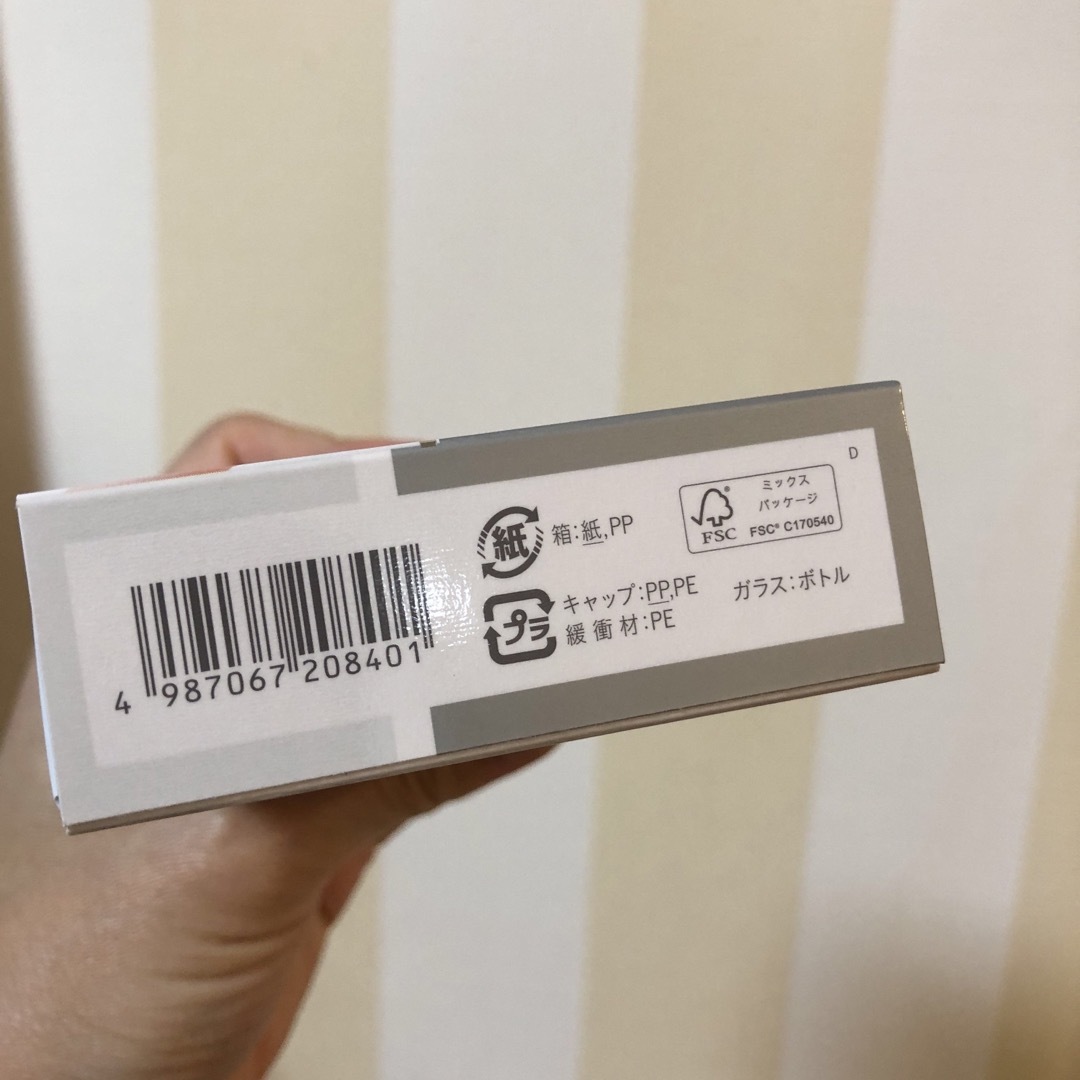 4 987067 208401
紙
箱:紙,PP
プラ
キャップ:PP,PE
緩衝材:PE
ガラス:ボトル
FSC
ミックス
パッケージ
FSC® C170540
D